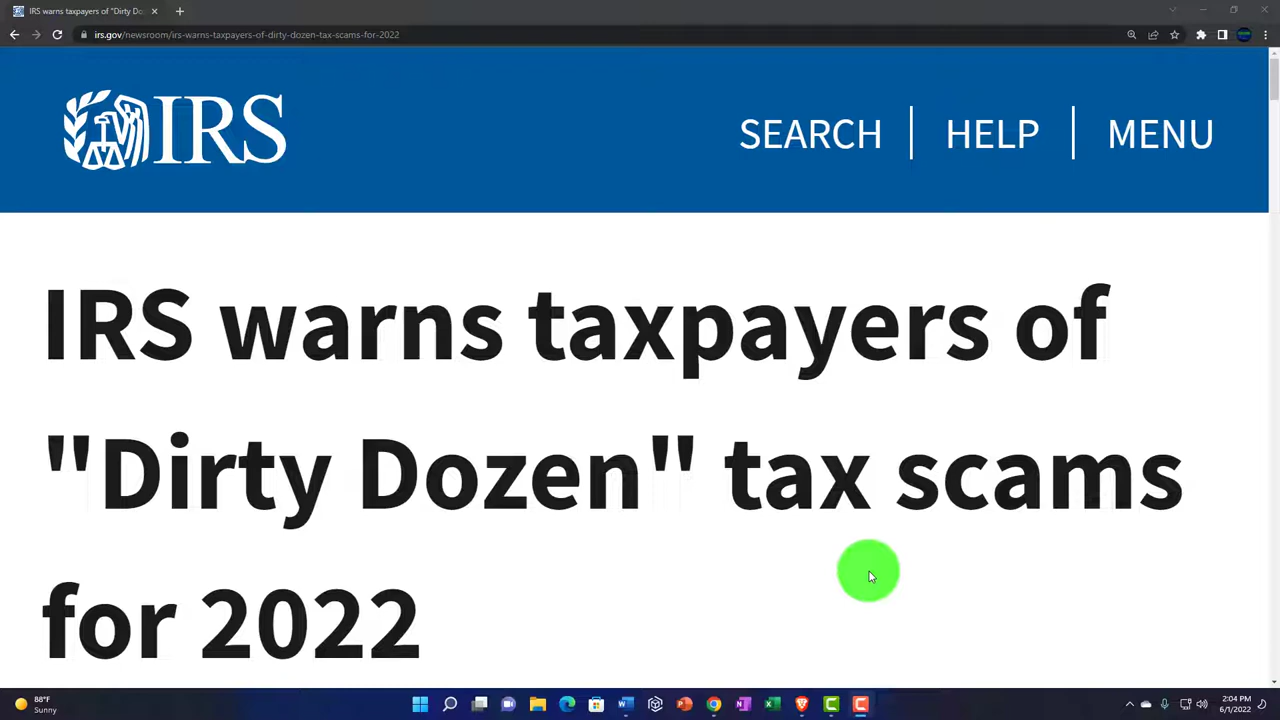 IRS warns taxpayers of "Dirty Do
irs.gov/newsroom/irs-warns-taxpayers-of-dirty-dozen-tax-scams-for-2022
IRS
SEARCH
HELP
MENU
IRS warns taxpayers of
"Dirty Dozen" tax scams
for 2022
88°F
Sunny
2:04 PM
6/1/2022